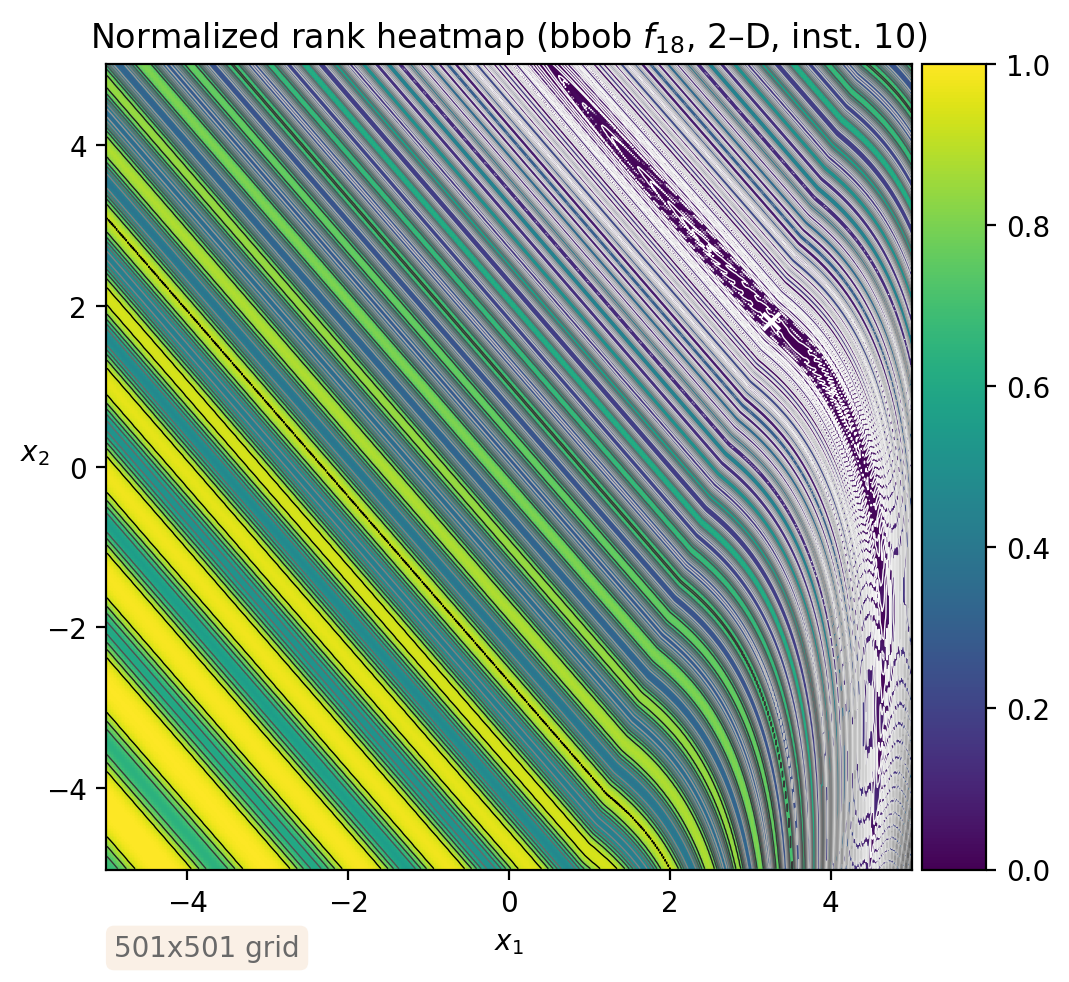 Normalized rank heatmap (bbob f18, 2–D, inst. 10)
1.0
0.8
0.6
0.4
0.2
0.0
4
2
0
−2
−4
x2
−4 −2 0 2 4
x1
501x501 grid